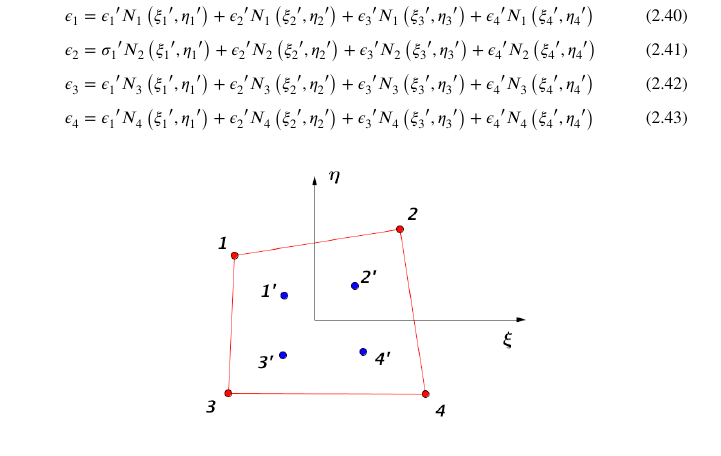 ϵ₁ = ϵ₁′N₁ (ξ₁′, η₁′) + ϵ₂′N₁ (ξ₂′, η₂′) + ϵ₃′N₁ (ξ₃′, η₃′) + ϵ₄′N₁ (ξ₄′, η₄′) (2.40)
ϵ₂ = σ₁′N₂ (ξ₁′, η₁′) + ϵ₂′N₂ (ξ₂′, η₂′) + ϵ₃′N₂ (ξ₃′, η₃′) + ϵ₄′N₂ (ξ₄′, η₄′) (2.41)
ϵ₃ = ϵ₁′N₃ (ξ₁′, η₁′) + ϵ₂′N₃ (ξ₂′, η₂′) + ϵ₃′N₃ (ξ₃′, η₃′) + ϵ₄′N₃ (ξ₄′, η₄′) (2.42)
ϵ₄ = ϵ₁′N₄ (ξ₁′, η₁′) + ϵ₂′N₄ (ξ₂′, η₂′) + ϵ₃′N₄ (ξ₃′, η₃′) + ϵ₄′N₄ (ξ₄′, η₄′) (2.43)
η
2
1
2'
1'
ξ
3'
4'
3
4